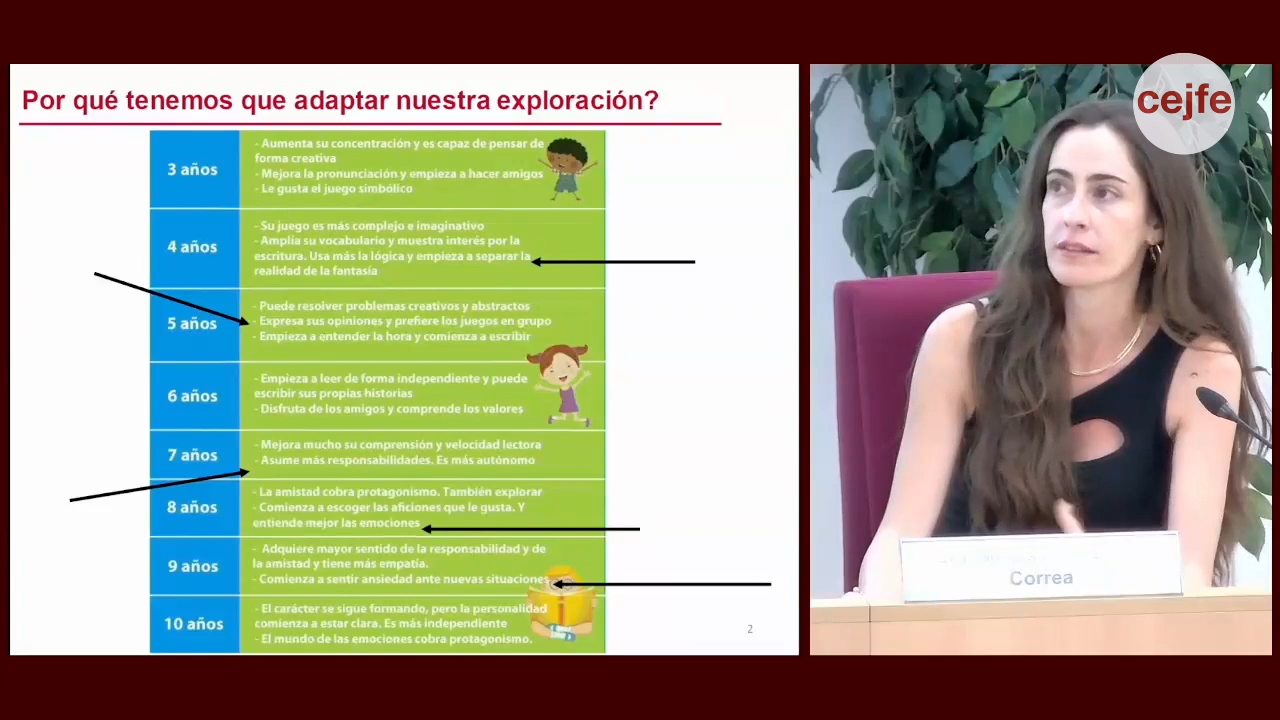 Por qué tenemos que adaptar nuestra exploración?
3 años
- Aumenta su concentración y es capaz de pensar de
forma creativa
- Mejora la pronunciación y empieza a hacer amigos
- Le gusta el juego simbólico
4 años
- Su juego es más complejo e imaginativo
- Amplía su vocabulario y muestra interés por la
escritura. Usa más la lógica y empieza a separar la
realidad de la fantasía
5 años
- Puede resolver problemas creativos y abstractos
- Expresa sus opiniones y prefiere los juegos en grupo
- Empieza a entender la hora y comienza a escribir
6 años
- Empieza a leer de forma independiente y puede
escribir sus propias historias
- Disfruta de los amigos y comprende los valores
7 años
- Mejora mucho su comprensión y velocidad lectora
- Asume más responsabilidades. Es más autónomo
8 años
- La amistad cobra protagonismo. También explorar
- Comienza a escoger las aficiones que le gusta. Y
entiende mejor las emociones
9 años
- Adquiere mayor sentido de la responsabilidad y de
la amistad y tiene más empatía.
- Comienza a sentir ansiedad ante nuevas situaciones
10 años
- El carácter se sigue formando, pero la personalidad
comienza a estar clara. Es más independiente
- El mundo de las emociones cobra protagonismo.
2
cejfe
Correa